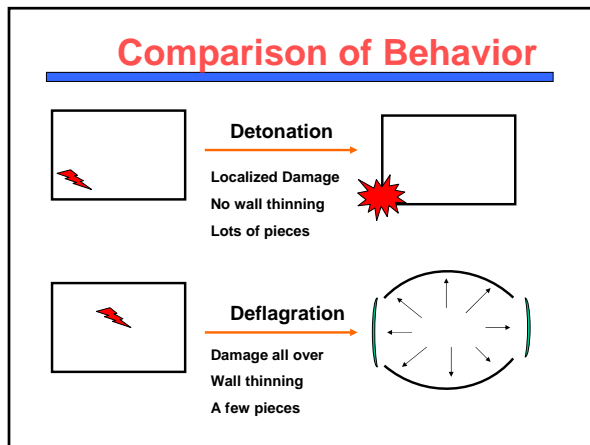 Comparison of Behavior
Detonation
Localized Damage
No wall thinning
Lots of pieces
Deflagration
Damage all over
Wall thinning
A few pieces